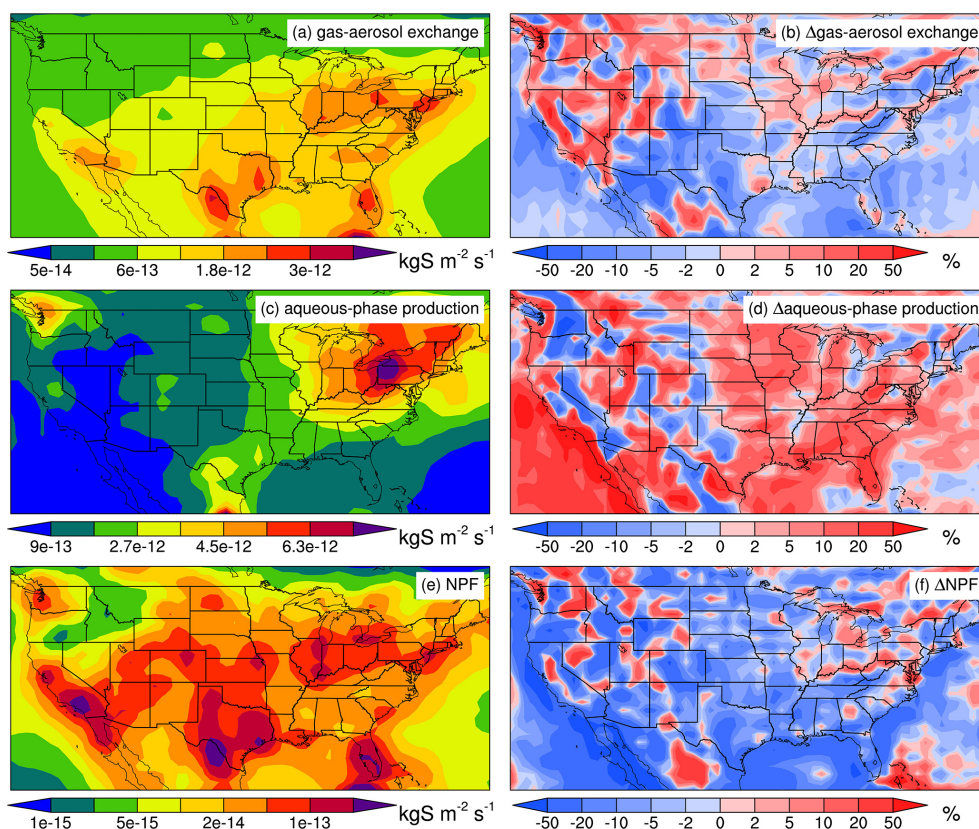 (a) gas-aerosol exchange
(b) Δgas-aerosol exchange
5e-14 6e-13 1.8e-12 3e-12 kgS m⁻² s⁻¹
-50 -20 -10 -5 -2 0 2 5 10 20 50 %
(c) aqueous-phase production
(d) Δaqueous-phase production
9e-13 2.7e-12 4.5e-12 6.3e-12 kgS m⁻² s⁻¹
-50 -20 -10 -5 -2 0 2 5 10 20 50 %
(e) NPF
(f) ΔNPF
1e-15 5e-15 2e-14 1e-13 kgS m⁻² s⁻¹
-50 -20 -10 -5 -2 0 2 5 10 20 50 %